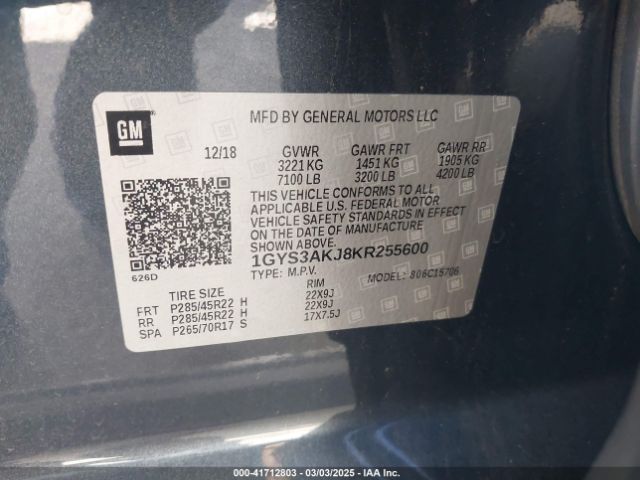 GM
MFD BY GENERAL MOTORS LLC
12/18 GVWR GAWR FRT GAWR RR
3221 KG 1451 KG 1905 KG
7100 LB 3200 LB 4200 LB
THIS VEHICLE CONFORMS TO ALL
APPLICABLE U.S. FEDERAL MOTOR
VEHICLE SAFETY STANDARDS IN EFFECT
ON THE DATE OF MANUFACTURE
SHOWN ABOVE.
1GYS3AKJ8KR255600
626D
TYPE: M.P.V. MODEL: 806C15706
TIRE SIZE RIM
FRT P285/45R22 H 22X9J
RR P285/45R22 H 22X9J
SPA P265/70R17 S 17X7.5J
000-41712803 - 03/03/2025 - IAA Inc.